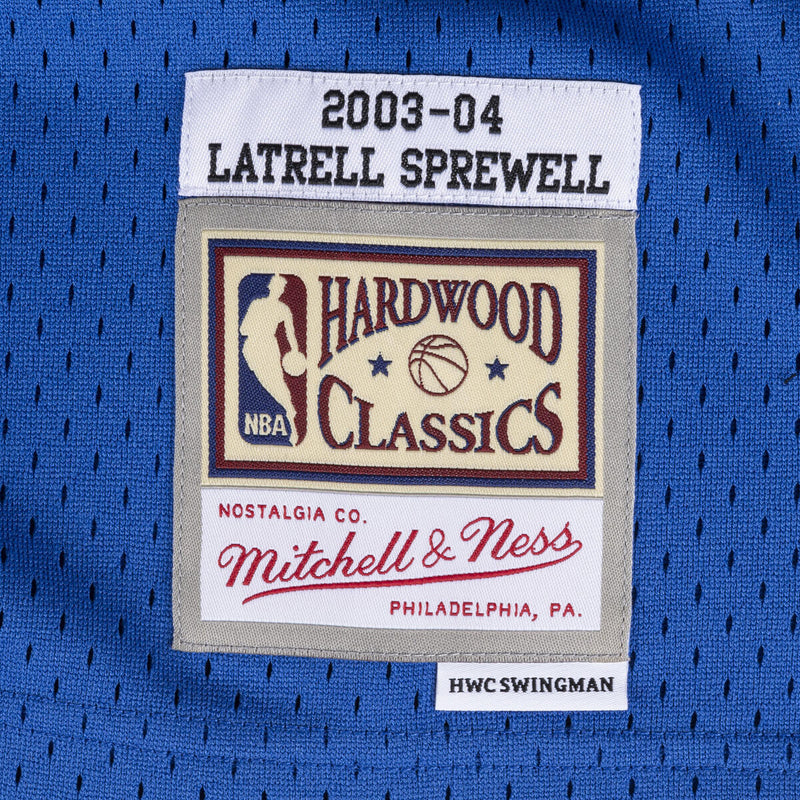 2003-04
LATRELL SPREWELL
HARDWOOD
CLASSICS
NBA
NOSTALGIA CO.
Mitchell & Ness
PHILADELPHIA, PA.
HWC SWINGMAN